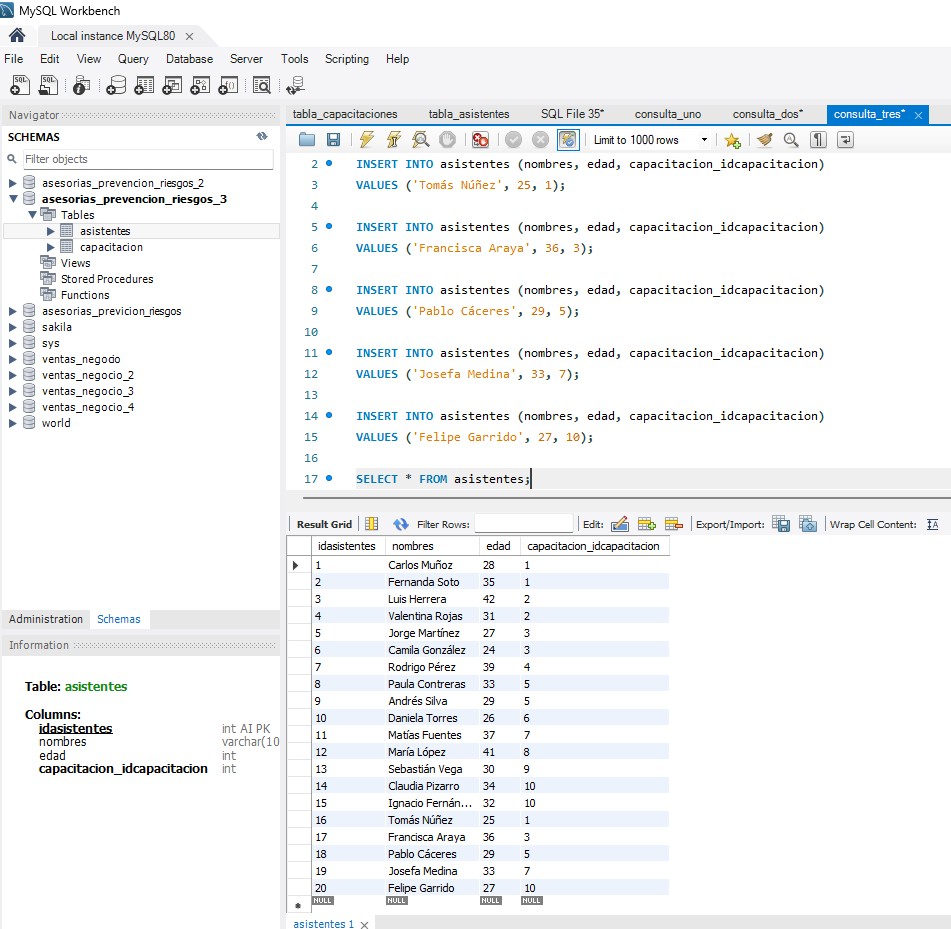 MySQL Workbench
Local instance MySQL80
File Edit View Query Database Server Tools Scripting Help
Navigator
SCHEMAS
Filter objects
asesorias_prevencion_riesgos_2
asesorias_prevencion_riesgos_3
Tables
asistentes
capacitacion
Views
Stored Procedures
Functions
asesorias_previcion_riesgos
sakila
sys
ventas_negodo
ventas_negocio_2
ventas_negocio_3
ventas_negocio_4
world
Administration Schemas
Information
Table: asistentes
Columns:
idasistentes int AI PK
nombres varchar(10
edad int
capacitacion_idcapacitacion int
tabla_capacitaciones tabla_asistentes SQL File 35* consulta_uno consulta_dos* consulta_tres*
Limit to 1000 rows
2 INSERT INTO asistentes (nombres, edad, capacitacion_idcapacitacion)
3 VALUES ('Tomás Núñez', 25, 1);
4
5 INSERT INTO asistentes (nombres, edad, capacitacion_idcapacitacion)
6 VALUES ('Francisca Araya', 36, 3);
7
8 INSERT INTO asistentes (nombres, edad, capacitacion_idcapacitacion)
9 VALUES ('Pablo Cáceres', 29, 5);
10
11 INSERT INTO asistentes (nombres, edad, capacitacion_idcapacitacion)
12 VALUES ('Josefa Medina', 33, 7);
13
14 INSERT INTO asistentes (nombres, edad, capacitacion_idcapacitacion)
15 VALUES ('Felipe Garrido', 27, 10);
16
17 SELECT * FROM asistentes;
Result Grid Filter Rows: Edit: Export/Import: Wrap Cell Content:
idasistentes nombres edad capacitacion_idcapacitacion
1 Carlos Muñoz 28 1
2 Fernanda Soto 35 1
3 Luis Herrera 42 2
4 Valentina Rojas 31 2
5 Jorge Martínez 27 3
6 Camila González 24 3
7 Rodrigo Pérez 39 4
8 Paula Contreras 33 5
9 Andrés Silva 29 5
10 Daniela Torres 26 6
11 Matías Fuentes 37 7
12 María López 41 8
13 Sebastián Vega 30 9
14 Claudia Pizarro 34 10
15 Ignacio Fernán... 32 10
16 Tomás Núñez 25 1
17 Francisca Araya 36 3
18 Pablo Cáceres 29 5
19 Josefa Medina 33 7
20 Felipe Garrido 27 10
NULL NULL NULL NULL
asistentes 1